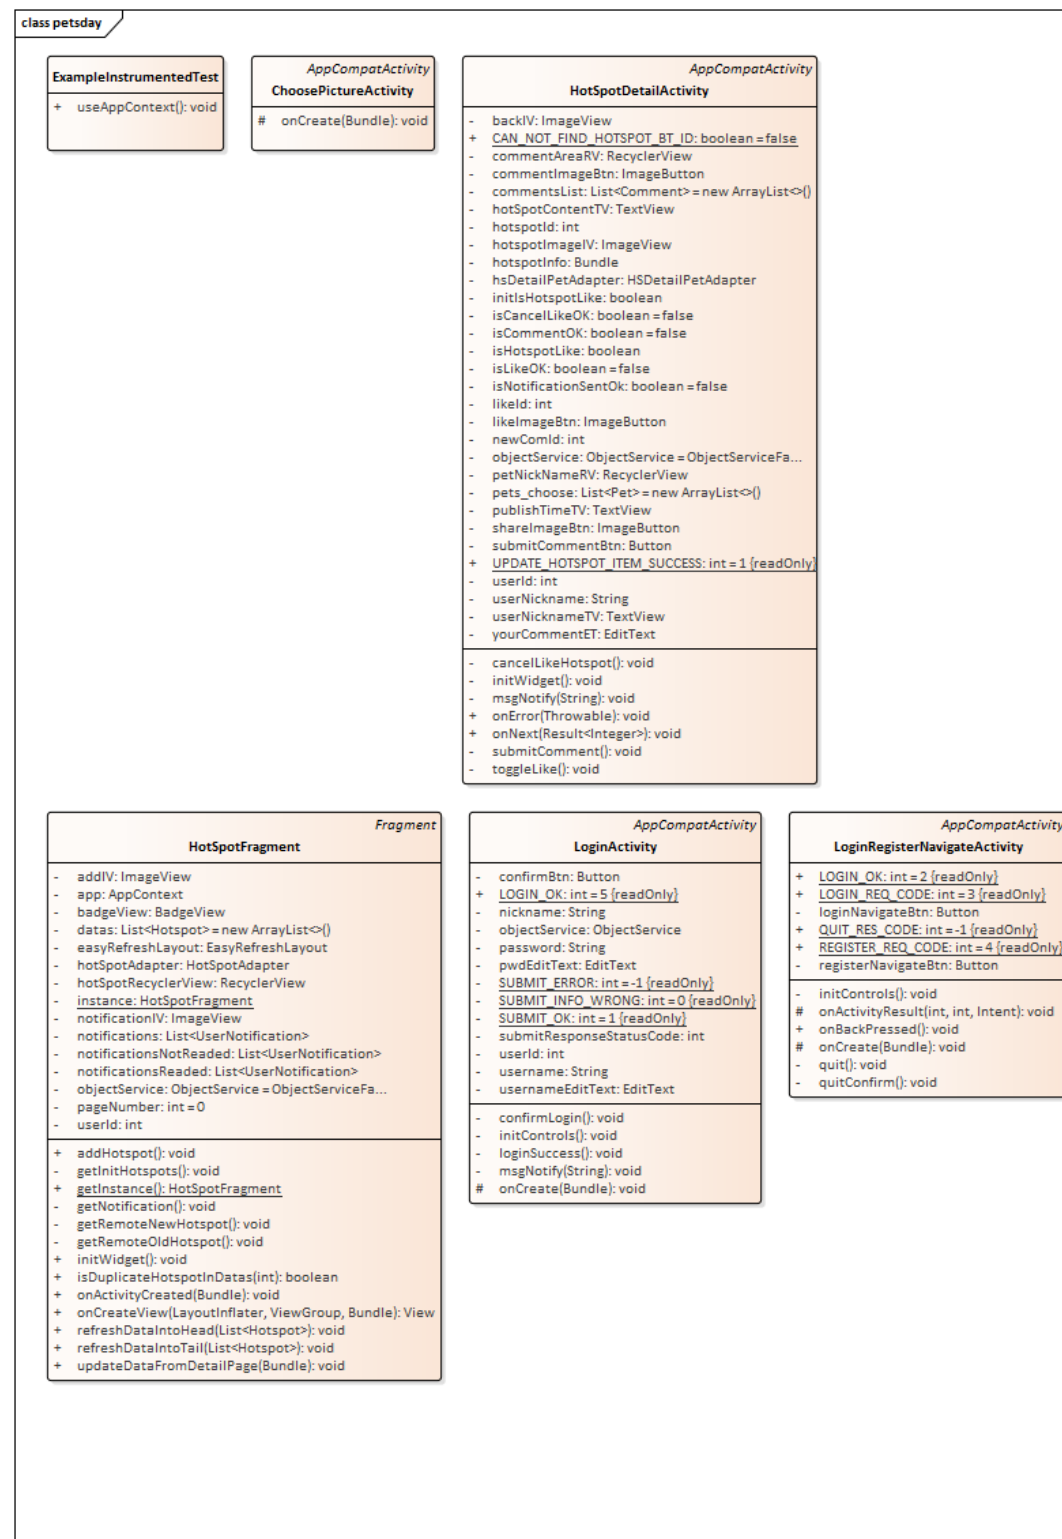 class petsday
ExampleInstrumentedTest
+ useAppContext(): void
AppCompatActivity
ChoosePictureActivity
# onCreate(Bundle): void
AppCompatActivity
HotSpotDetailActivity
- backIV: ImageView
+ CAN_NOT_FIND_HOTSPOT_BT_ID: boolean = false
- commentAreaRV: RecyclerView
- commentImageBtn: ImageButton
- commentsList: List<Comment> = new ArrayList<>()
- hotSpotContentTV: TextView
- hotspotId: int
- hotspotImageIV: ImageView
- hotspotInfo: Bundle
- hsDetailPetAdapter: HSDetailPetAdapter
- initIsHotspotLike: boolean
- isCancelLikeOK: boolean = false
- isCommentOK: boolean = false
- isHotspotLike: boolean
- isLikeOK: boolean = false
- isNotificationSentOk: boolean = false
- likeId: int
- likeImageBtn: ImageButton
- newComId: int
- objectService: ObjectService = ObjectServiceFa...
- petNickNameRV: RecyclerView
- pets_choose: List<Pet> = new ArrayList<>()
- publishTimeTV: TextView
- shareImageBtn: ImageButton
- submitCommentBtn: Button
+ UPDATE_HOTSPOT_ITEM_SUCCESS: int = 1 {readOnly}
- userId: int
- userNickname: String
- userNicknameTV: TextView
- yourCommentET: EditText
- cancelLikeHotspot(): void
- initWidget(): void
- msgNotify(String): void
+ onError(Throwable): void
+ onNext(Result<Integer>): void
- submitComment(): void
- toggleLike(): void
Fragment
HotSpotFragment
- addIV: ImageView
- app: AppContext
- badgeView: BadgeView
- datas: List<Hotspot> = new ArrayList<>()
- easyRefreshLayout: EasyRefreshLayout
- hotSpotAdapter: HotSpotAdapter
- hotSpotRecyclerView: RecyclerView
- instance: HotSpotFragment
- notificationIV: ImageView
- notifications: List<UserNotification>
- notificationsNotReaded: List<UserNotification>
- notificationsReaded: List<UserNotification>
- objectService: ObjectService = ObjectServiceFa...
- pageNumber: int = 0
- userId: int
+ addHotspot(): void
- getInitHotspots(): void
+ getInstance(): HotSpotFragment
- getNotification(): void
- getRemoteNewHotspot(): void
- getRemoteOldHotspot(): void
+ initWidget(): void
+ isDuplicateHotspotInDatas(int): boolean
+ onActivityCreated(Bundle): void
+ onCreateView(LayoutInflater, ViewGroup, Bundle): View
+ refreshDataIntoHead(List<Hotspot>): void
+ refreshDataIntoTail(List<Hotspot>): void
+ updateDataFromDetailPage(Bundle): void
AppCompatActivity
LoginActivity
- confirmBtn: Button
+ LOGIN_OK: int = 5 {readOnly}
- nickname: String
- objectService: ObjectService
- password: String
- pwdEditText: EditText
- SUBMIT_ERROR: int = -1 {readOnly}
- SUBMIT_INFO_WRONG: int = 0 {readOnly}
- SUBMIT_OK: int = 1 {readOnly}
- submitResponseStatusCode: int
- userId: int
- username: String
- usernameEditText: EditText
- confirmLogin(): void
- initControls(): void
- loginSuccess(): void
- msgNotify(String): void
# onCreate(Bundle): void
AppCompatActivity
LoginRegisterNavigateActivity
+ LOGIN_OK: int = 2 {readOnly}
+ LOGIN_REQ_CODE: int = 3 {readOnly}
- loginNavigateBtn: Button
+ QUIT_RES_CODE: int = -1 {readOnly}
+ REGISTER_REQ_CODE: int = 4 {readOnly}
- registerNavigateBtn: Button
- initControls(): void
# onActivityResult(int, int, Intent): void
+ onBackPressed(): void
# onCreate(Bundle): void
- quit(): void
- quitConfirm(): void